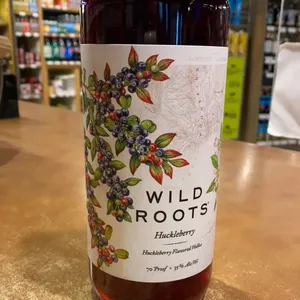 WILD
ROOTS
Huckleberry
Huckleberry Flavored Vodka
70 Proof • 35% Alc/Vol